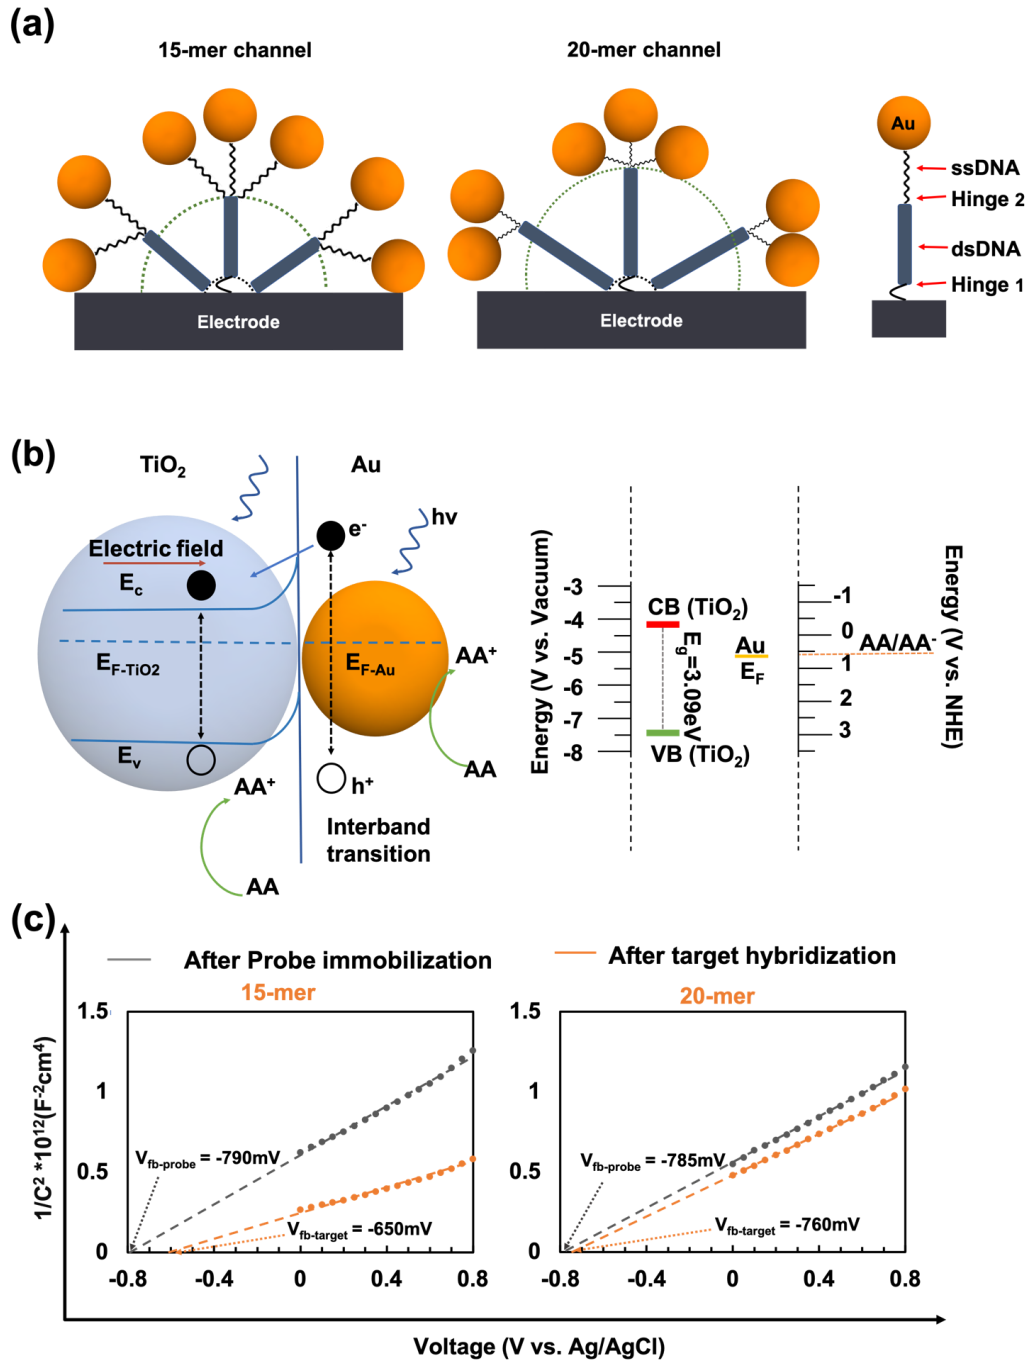 (a)
15-mer channel
20-mer channel
Au
ssDNA
Hinge 2
dsDNA
Hinge 1
Electrode
Electrode
(b)
TiO2
Au
e-
hv
Electric field
Ec
EF-TiO2
EF-Au
AA+
Ev
AA+
h+
AA
Interband
transition
AA
Energy (V vs. Vacuum)
-3
-4
-5
-6
-7
-8
CB (TiO2)
Eg=3.09eV
VB (TiO2)
Au
EF
-1
0
1
2
3
AA/AA-
Energy (V vs. NHE)
(c)
After Probe immobilization
After target hybridization
15-mer
20-mer
1/C2 *1012(F-2cm4)
1.5
1
0.5
0
Vfb-probe = -790mV
Vfb-target = -650mV
-0.8
-0.4
0
0.4
0.8
1.5
1
0.5
0
Vfb-probe = -785mV
Vfb-target = -760mV
-0.8
-0.4
0
0.4
0.8
Voltage (V vs. Ag/AgCl)